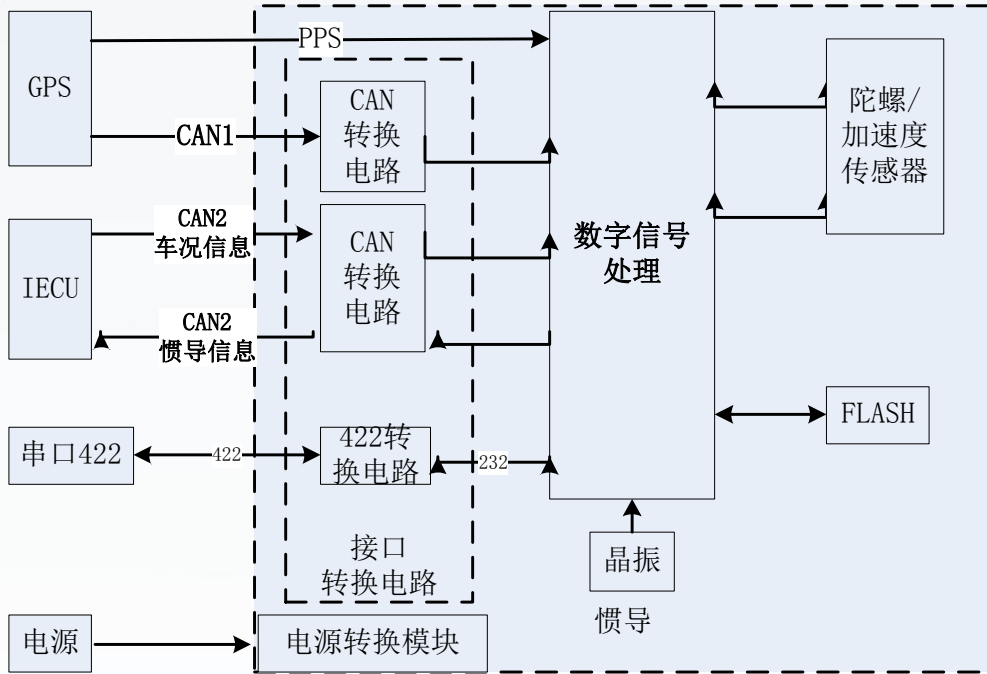 PPS
GPS
CAN
转换
电路
CAN1
陀螺/
加速度
传感器
CAN2
车况信息
IECU
CAN
转换
电路
数字信号
处理
CAN2
惯导信息
FLASH
串口422
422
422转
换电路
232
接口
转换电路
晶振
惯导
电源
电源转换模块